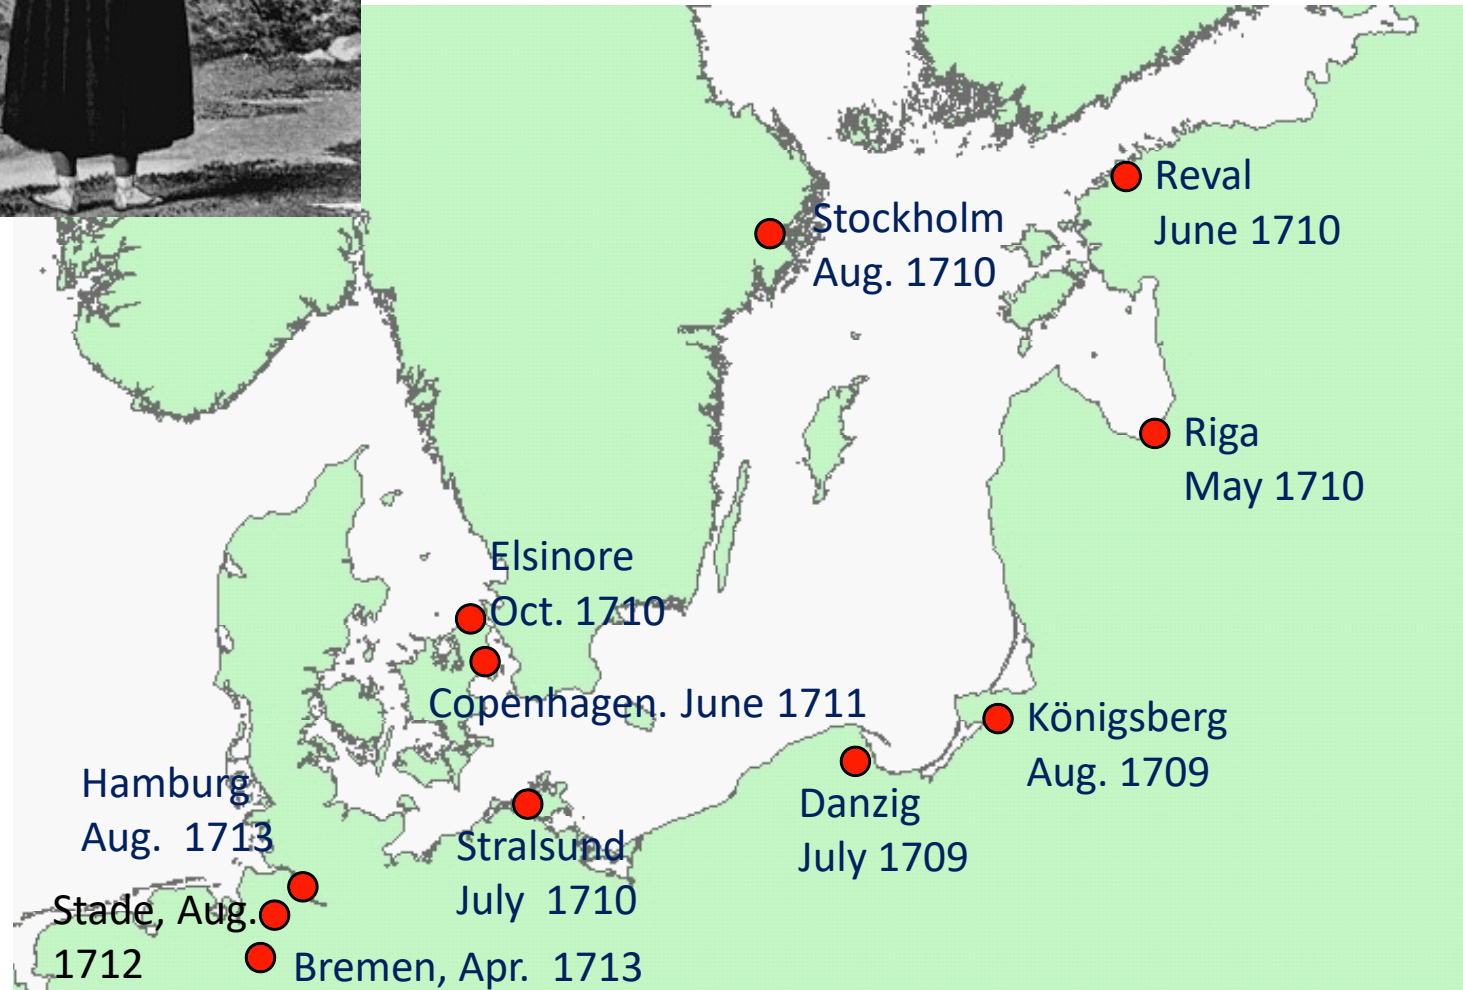 Reval
June 1710
Stockholm
Aug. 1710
Riga
May 1710
Elsinore
Oct. 1710
Copenhagen. June 1711
Königsberg
Aug. 1709
Hamburg
Aug. 1713
Danzig
July 1709
Stralsund
July 1710
Stade, Aug.
1712
Bremen, Apr. 1713